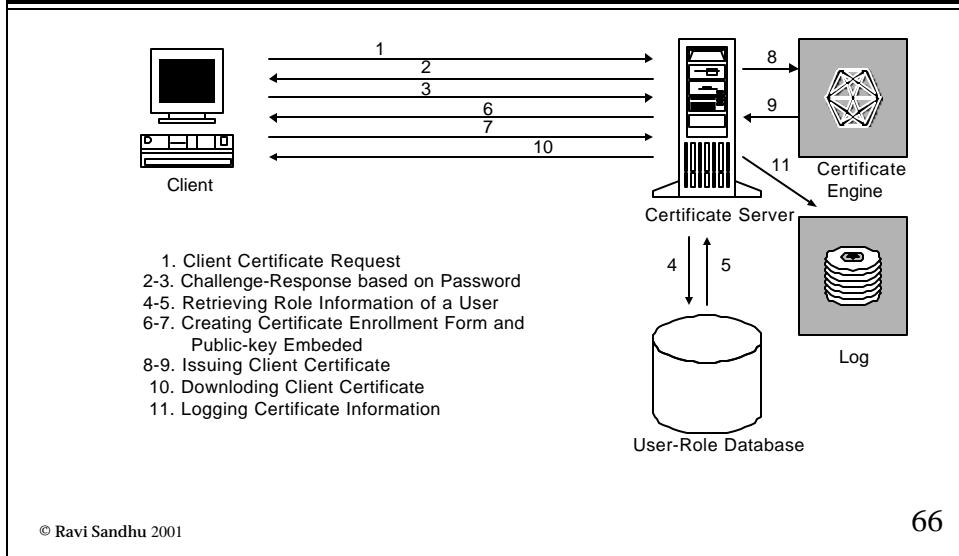 1
2
3
6
7
10
8
9
11
Client
Certificate Server
Certificate
Engine
4
5
Log
User-Role Database
1. Client Certificate Request
2-3. Challenge-Response based on Password
4-5. Retrieving Role Information of a User
6-7. Creating Certificate Enrollment Form and
Public-key Embeded
8-9. Issuing Client Certificate
10. Downloding Client Certificate
11. Logging Certificate Information
© Ravi Sandhu 2001
66